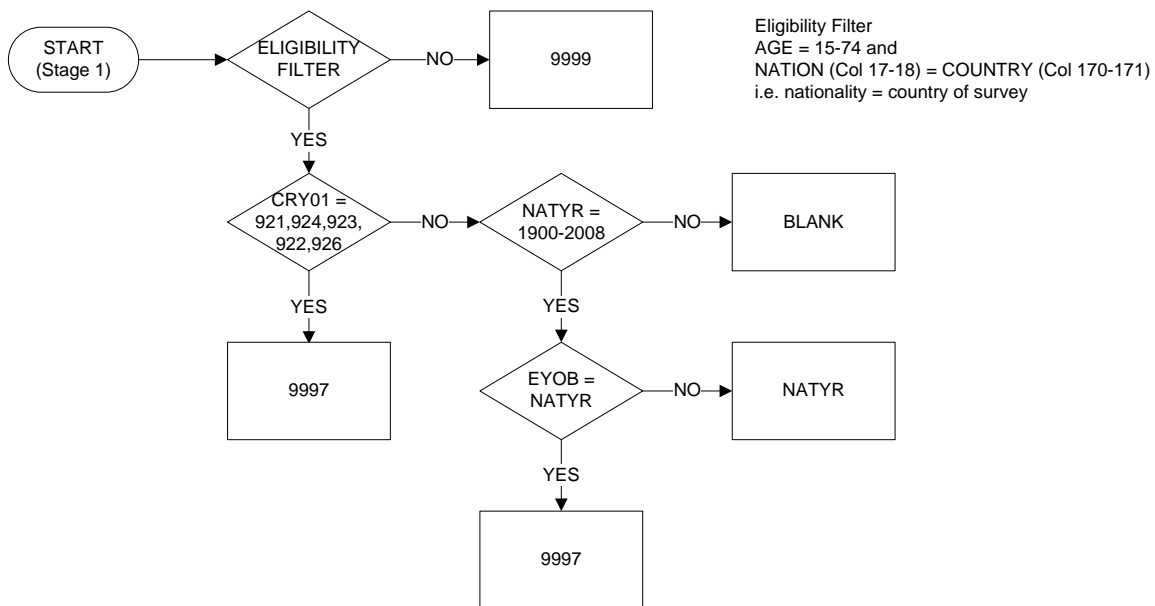 START
(Stage 1)
ELIGIBILITY
FILTER
NO
9999
Eligibility Filter
AGE = 15-74 and
NATION (Col 17-18) = COUNTRY (Col 170-171)
i.e. nationality = country of survey
YES
CRY01 =
921,924,923,
922,926
NO
NATYR =
1900-2008
NO
BLANK
YES
YES
9997
EYOB =
NATYR
NO
NATYR
YES
9997